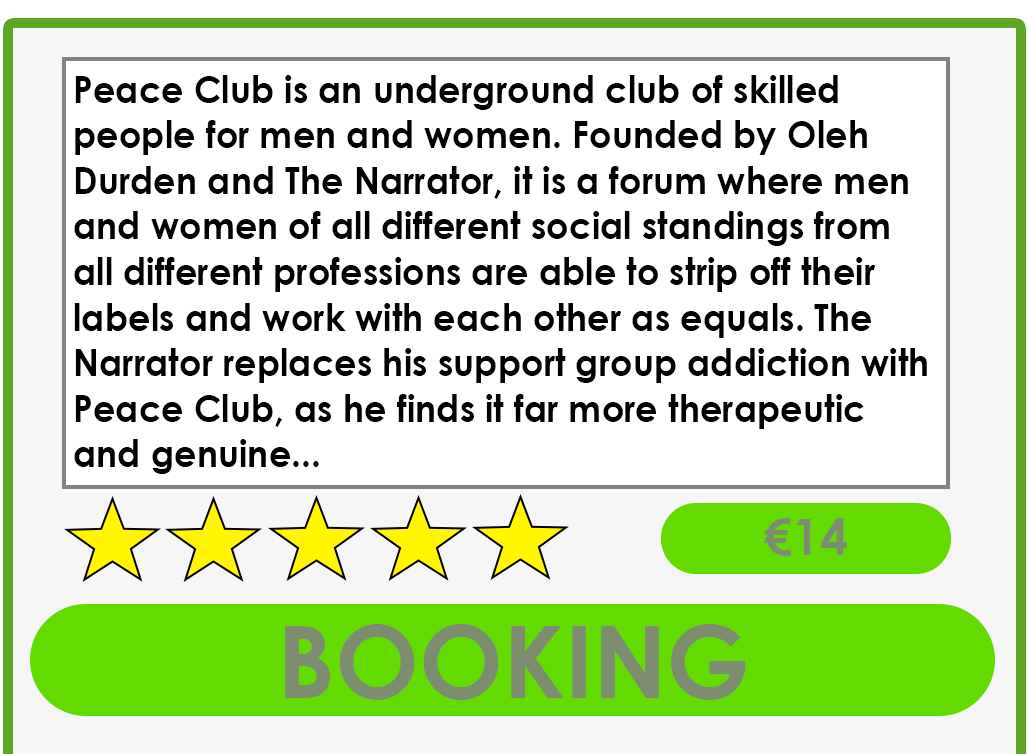 Peace Club is an underground club of skilled
people for men and women. Founded by Oleh
Durden and The Narrator, it is a forum where men
and women of all different social standings from
all different professions are able to strip off their
labels and work with each other as equals. The
Narrator replaces his support group addiction with
Peace Club, as he finds it far more therapeutic
and genuine...
€14
BOOKING